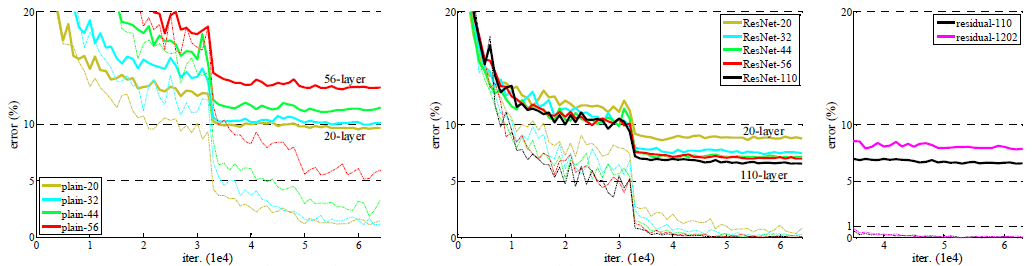 20
10
5
0
error (%)
56-layer
20-layer
plain-20
plain-32
plain-44
plain-56
0 1 2 3 4 5 6
iter. (1e4)
20
10
5
0
error (%)
ResNet-20
ResNet-32
ResNet-44
ResNet-56
ResNet-110
20-layer
110-layer
0 1 2 3 4 5 6
iter. (1e4)
20
10
5
1
0
error (%)
residual-110
residual-1202
4 5 6
iter. (1e4)